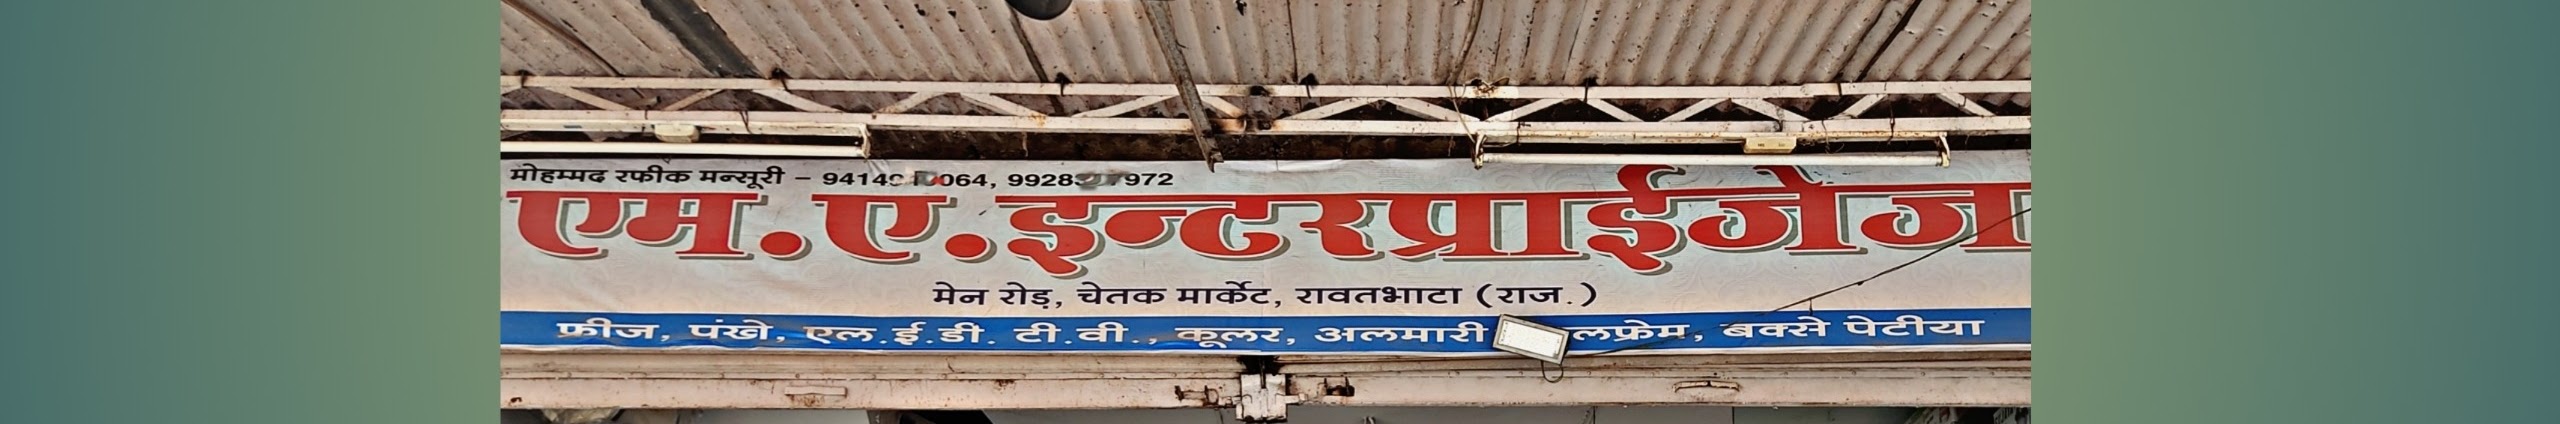 मोहम्मद रफीक मन्सूरी -
एम.ए.इन्टरप्राईजेज
मेन रोड़, चेतक मार्केट, रावतभाटा (राज.)
फ्रीज, पंखे, एल.ई.डी. टी.वी., कूलर, अलमारी बक्से पेटीया